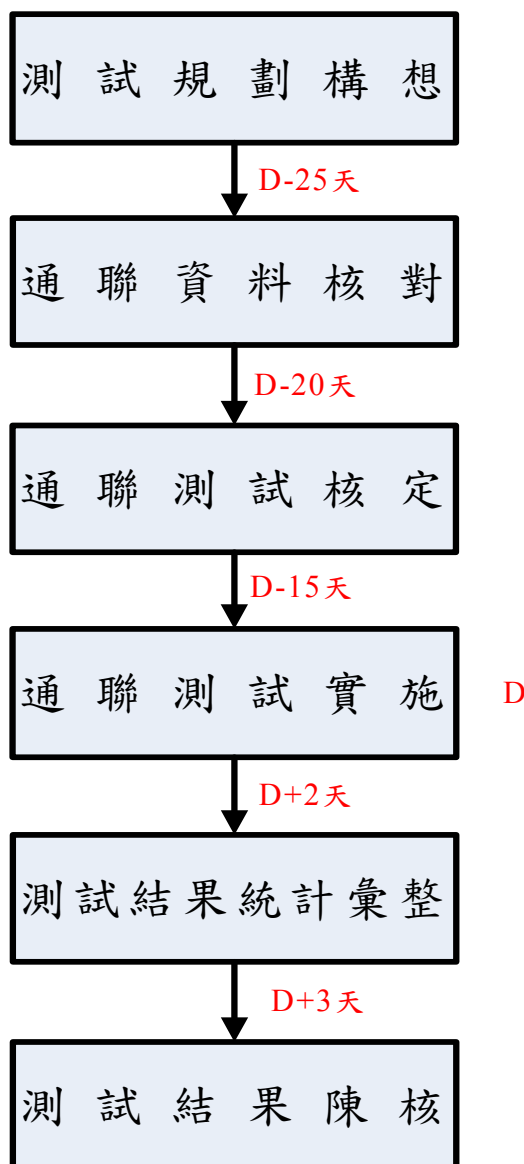 測試規劃構想
D-25天
通聯資料核對
D-20天
通聯測試核定
D-15天
通聯測試實施
D
D+2天
測試結果統計彙整
D+3天
測試結果陳核